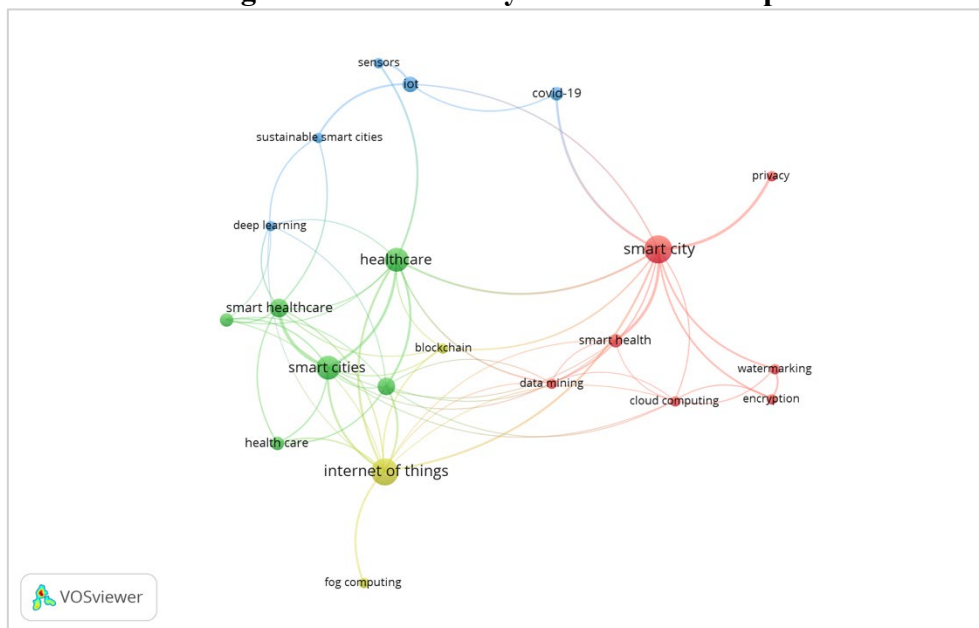 sensors
iot
covid-19
sustainable smart cities
privacy
deep learning
smart city
healthcare
smart healthcare
smart health
blockchain
smart cities
watermarking
data mining
cloud computing
encryption
health care
internet of things
fog computing
VOSviewer